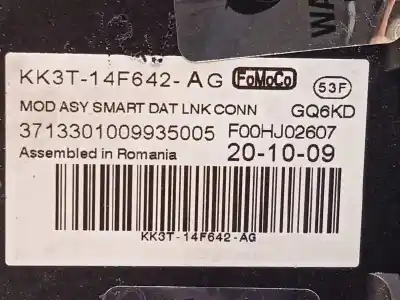 WA
KK3T-14F642-AG FoMoCo 53F
MOD ASY SMART DAT LNK CONN GQ6KD
3713301009935005 F00HJ02607
Assembled in Romania 20-10-09
KK3T-14F642-AG